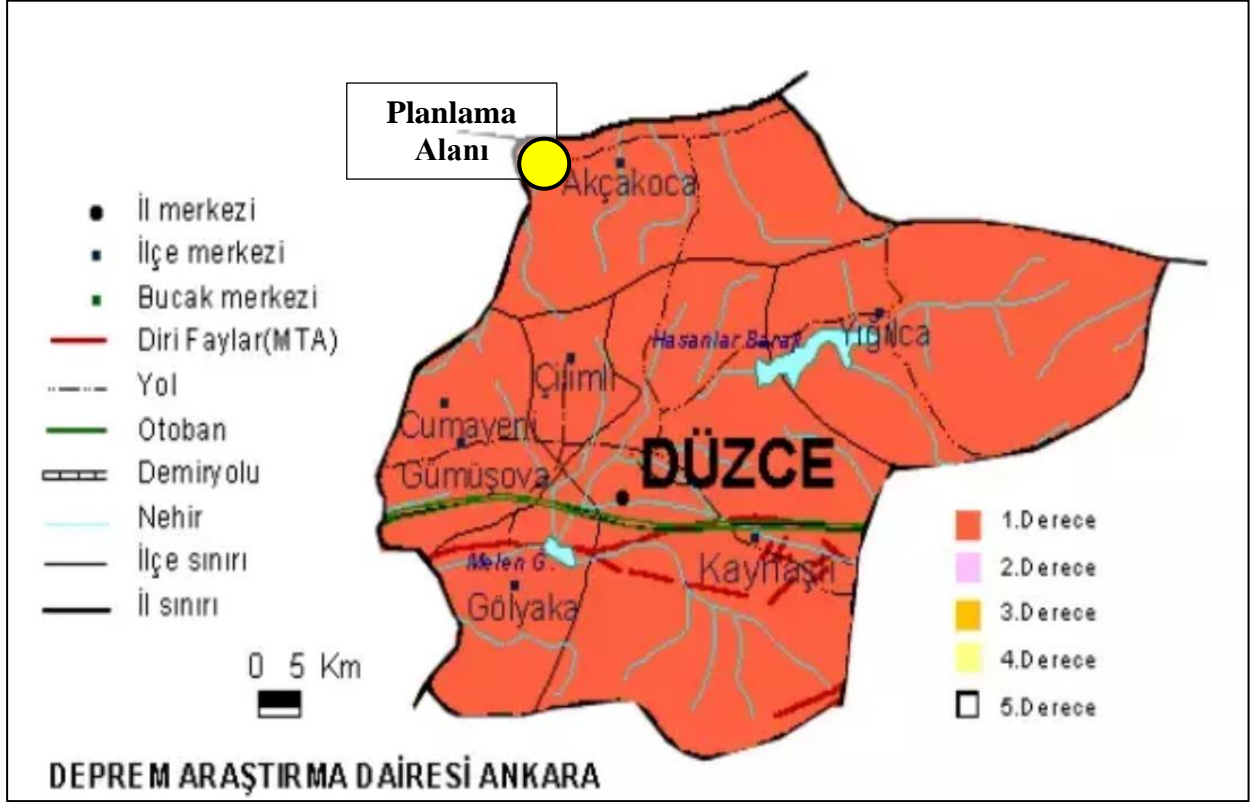 Planlama
Alanı
Akçakoca
İl merkezi
İlçe merkezi
Bucak merkezi
Diri Faylar(MTA)
Yol
Otoban
Demiryolu
Nehir
İlçe sınırı
İl sınırı
Hasanlar Barajı
Yığılca
Çilimli
Cumayeri
DÜZCE
Gümüşova
Melen G.
Kaynaşlı
Gölyaka
1.Derece
2.Derece
3.Derece
4.Derece
5.Derece
0 5 Km
DEPREM ARAŞTIRMA DAİRESİ ANKARA